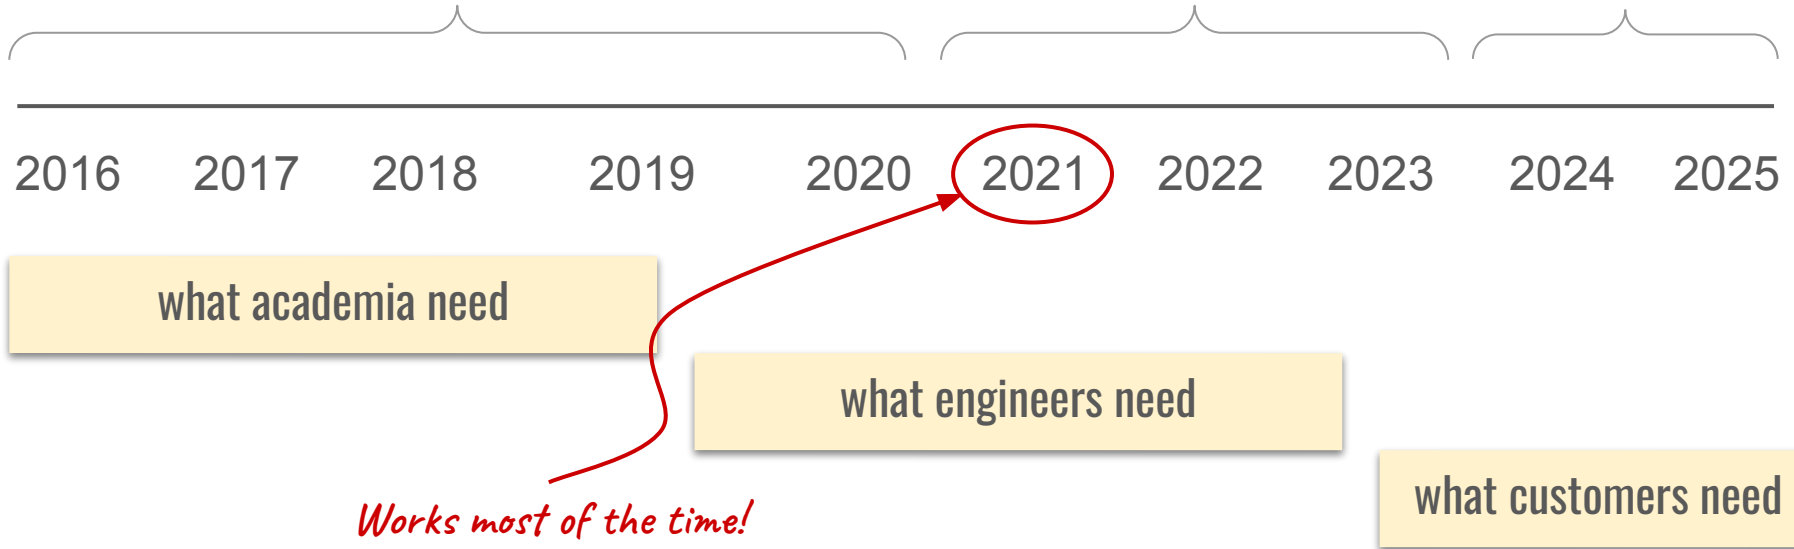 2016 2017 2018 2019 2020 2021 2022 2023 2024 2025
what academia need
what engineers need
what customers need
Works most of the time!